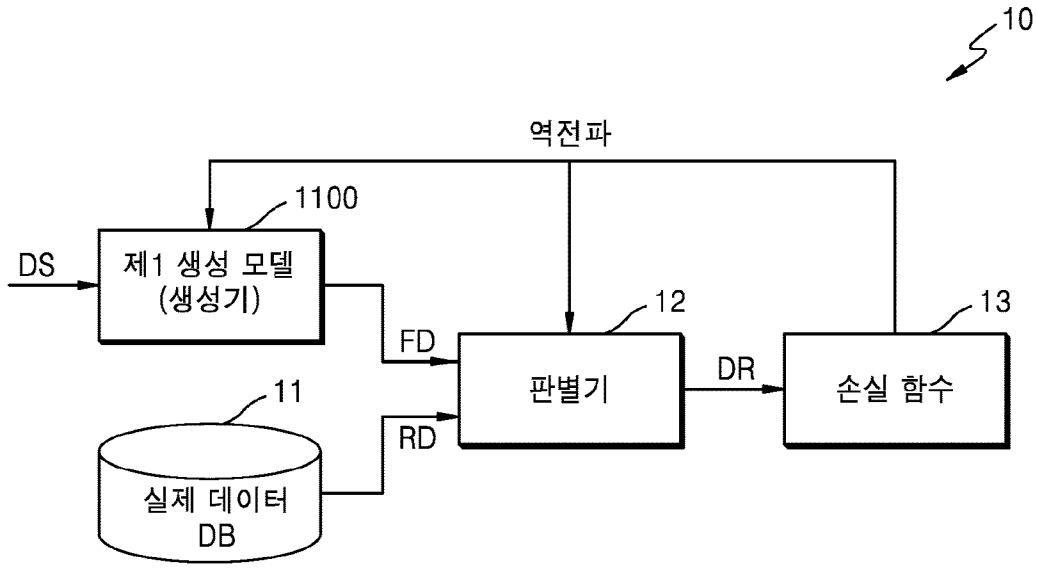 10
역전파
1100
제1 생성 모델
(생성기)
DS
12
13
FD
판별기
DR
손실 함수
11
RD
실제 데이터
DB